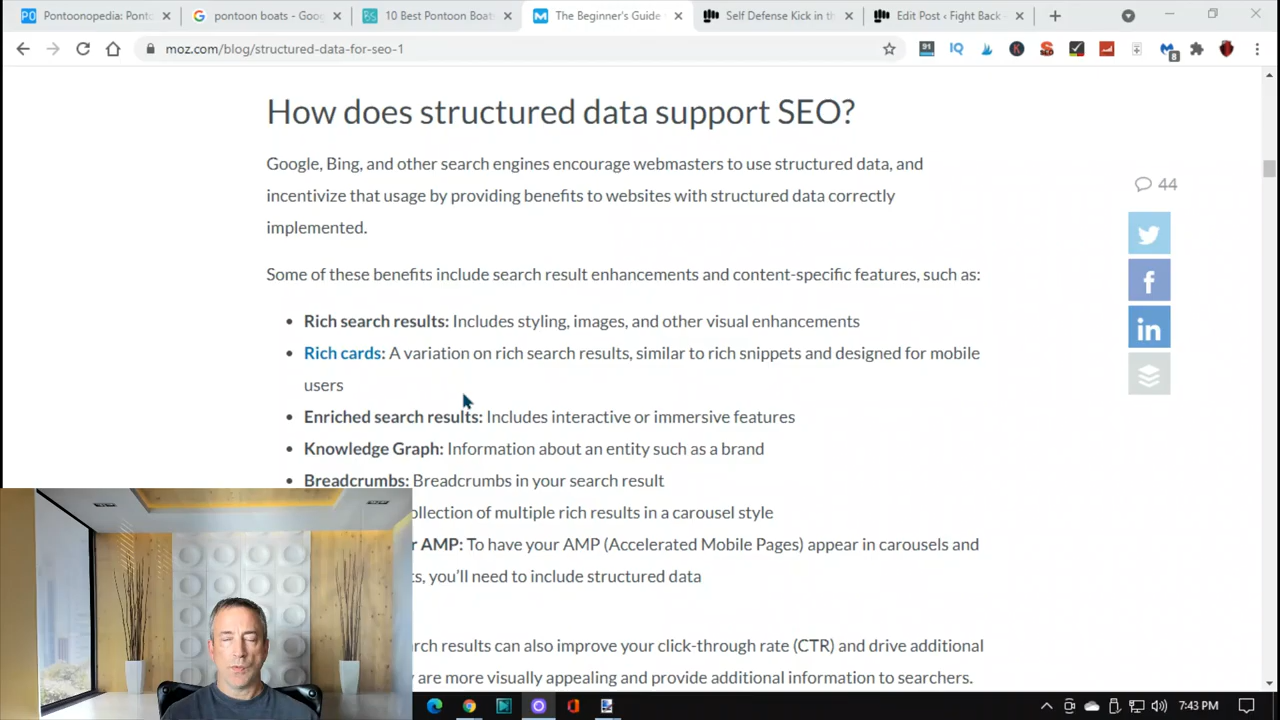 Pontoonopedia: Ponto
pontoon boats - Goog
10 Best Pontoon Boat
The Beginner's Guide
Self Defense Kick in th
Edit Post ‹ Fight Back
moz.com/blog/structured-data-for-seo-1
91
IQ
8
How does structured data support SEO?
Google, Bing, and other search engines encourage webmasters to use structured data, and
incentivize that usage by providing benefits to websites with structured data correctly
implemented.
44
Some of these benefits include search result enhancements and content-specific features, such as:
• Rich search results: Includes styling, images, and other visual enhancements
• Rich cards: A variation on rich search results, similar to rich snippets and designed for mobile
users
• Enriched search results: Includes interactive or immersive features
• Knowledge Graph: Information about an entity such as a brand
• Breadcrumbs: Breadcrumbs in your search result
ollection of multiple rich results in a carousel style
r AMP: To have your AMP (Accelerated Mobile Pages) appear in carousels and
s, you'll need to include structured data
rch results can also improve your click-through rate (CTR) and drive additional
y are more visually appealing and provide additional information to searchers.
7:43 PM